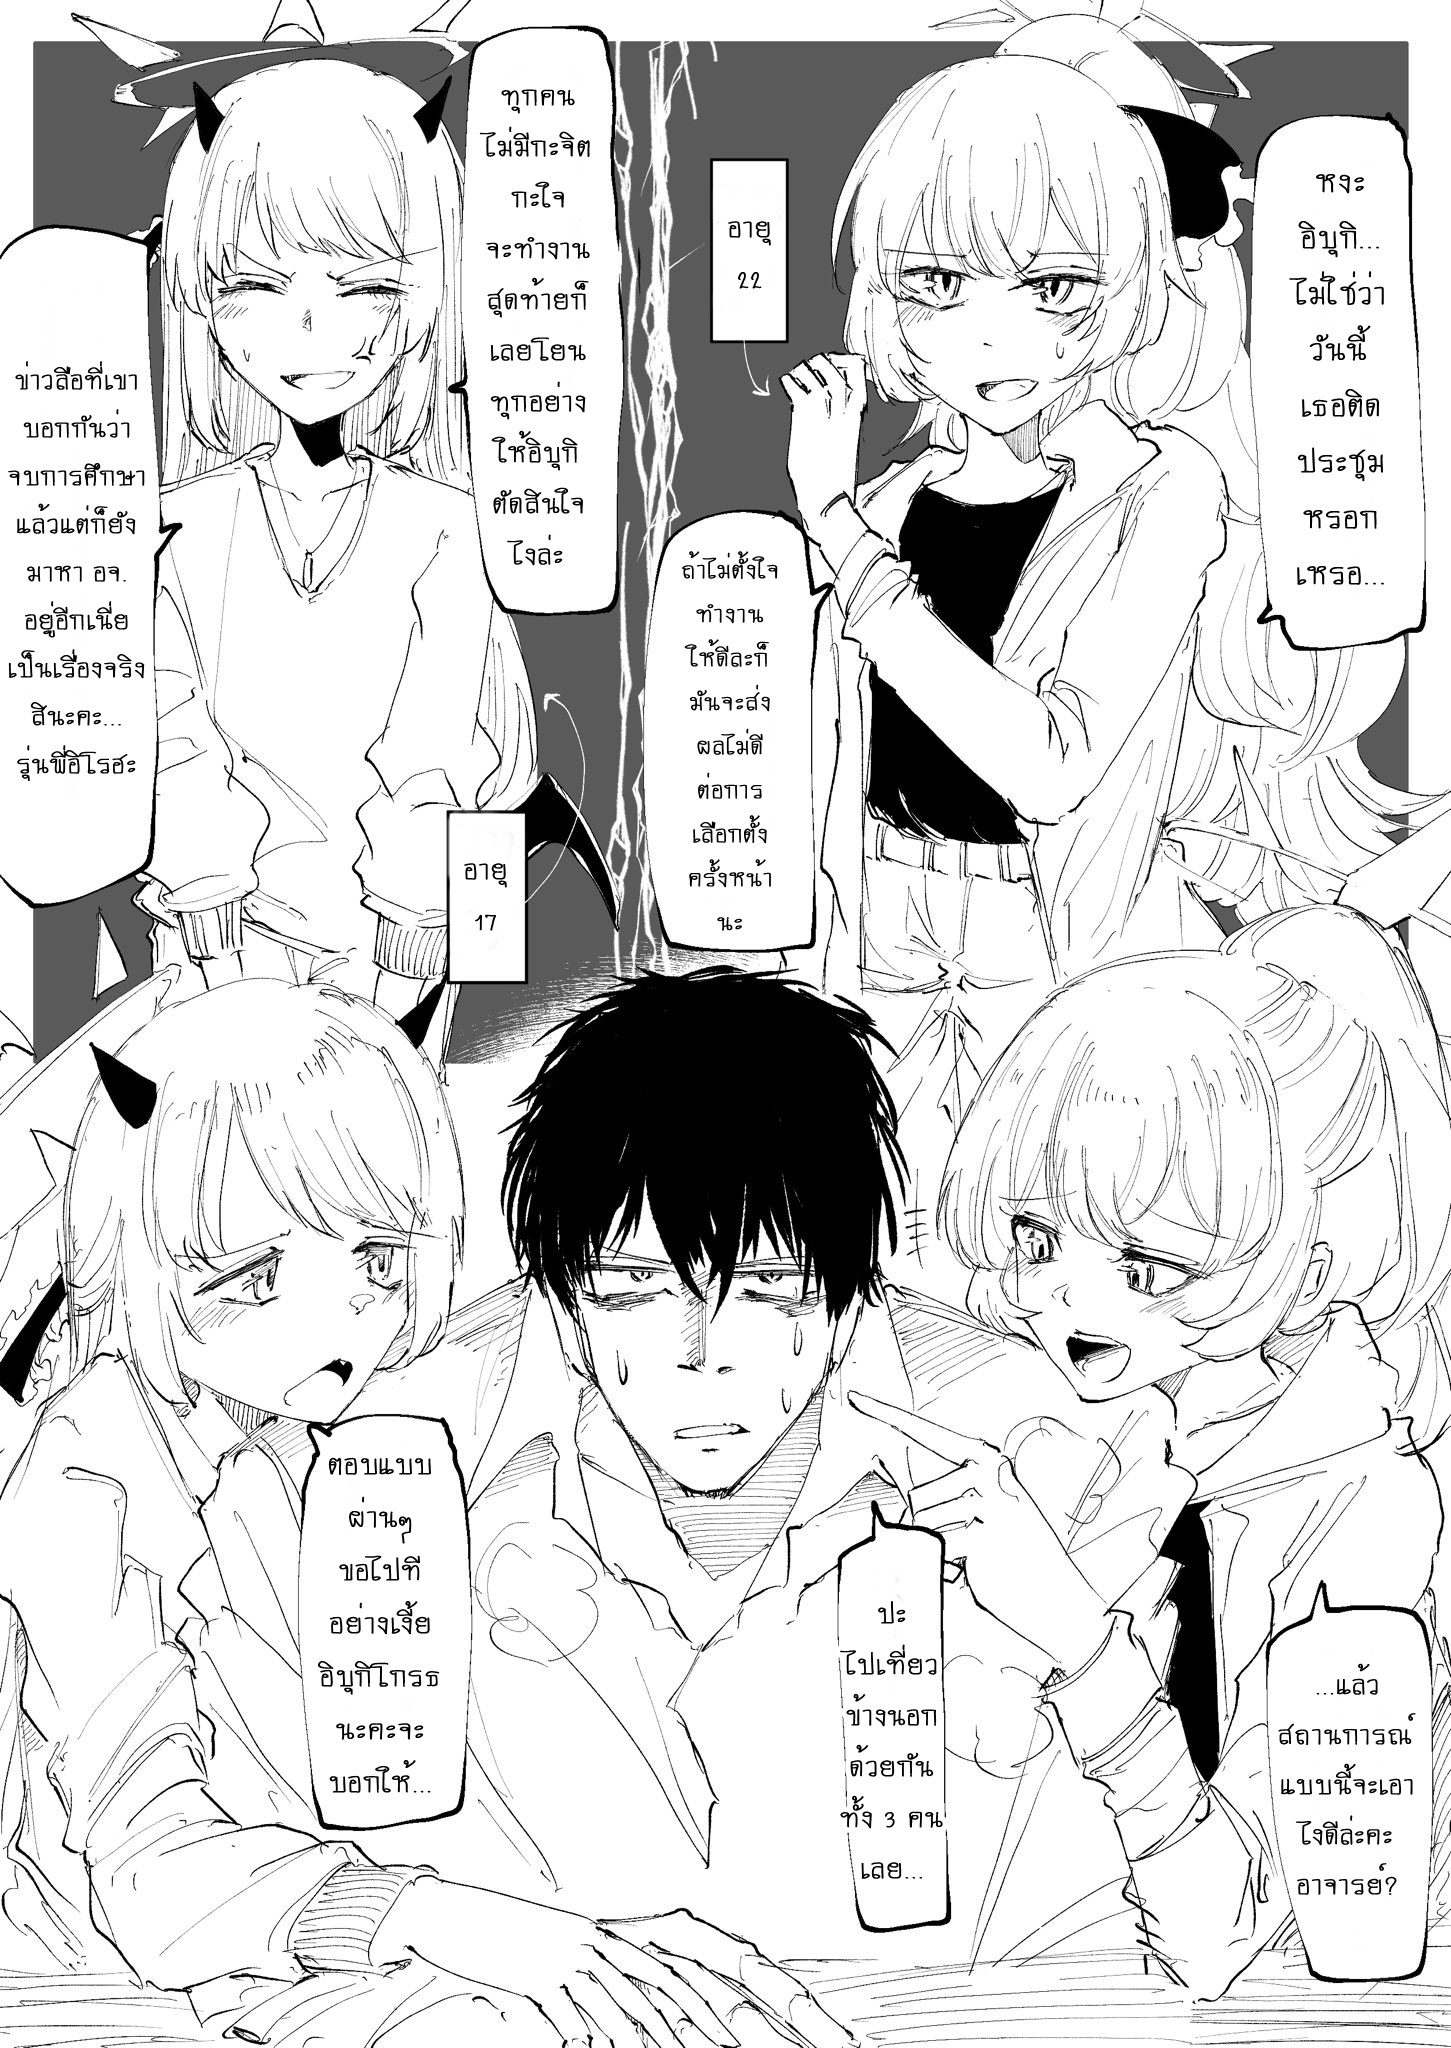 หงะ
อิบุกิ...
ไม่ใช่ว่า
วันนี้
เธอติด
ประชุม
หรอก
เหรอ...
อายุ
22
ทุกคน
ไม่มีกะจิต
กะใจ
จะทำงาน
สุดท้ายก็
เลยโยน
ทุกอย่าง
ให้อิบุกิ
ตัดสินใจ
ไงล่ะ
ข่าวลือที่เขา
บอกกันว่า
จบการศึกษา
แล้วแต่ก็ยัง
มาหา อจ.
อยู่อีกเนี่ย
เป็นเรื่องจริง
สินะคะ...
รุ่นพี่อิโรฮะ
ถ้าไม่ตั้งใจ
ทำงาน
ให้ดีละก็
มันจะส่ง
ผลไม่ดี
ต่อการ
เลือกตั้ง
ครั้งหน้า
นะ
อายุ
17
...แล้ว
สถานการณ์
แบบนี้จะเอา
ไงดีล่ะคะ
อาจารย์?
ปะ
ไปเที่ยว
ข้างนอก
ด้วยกัน
ทั้ง 3 คน
เลย...
ตอบแบบ
ผ่านๆ
ขอไปที
อย่างเงี้ย
อิบุกิโกรธ
นะคะจะ
บอกให้...